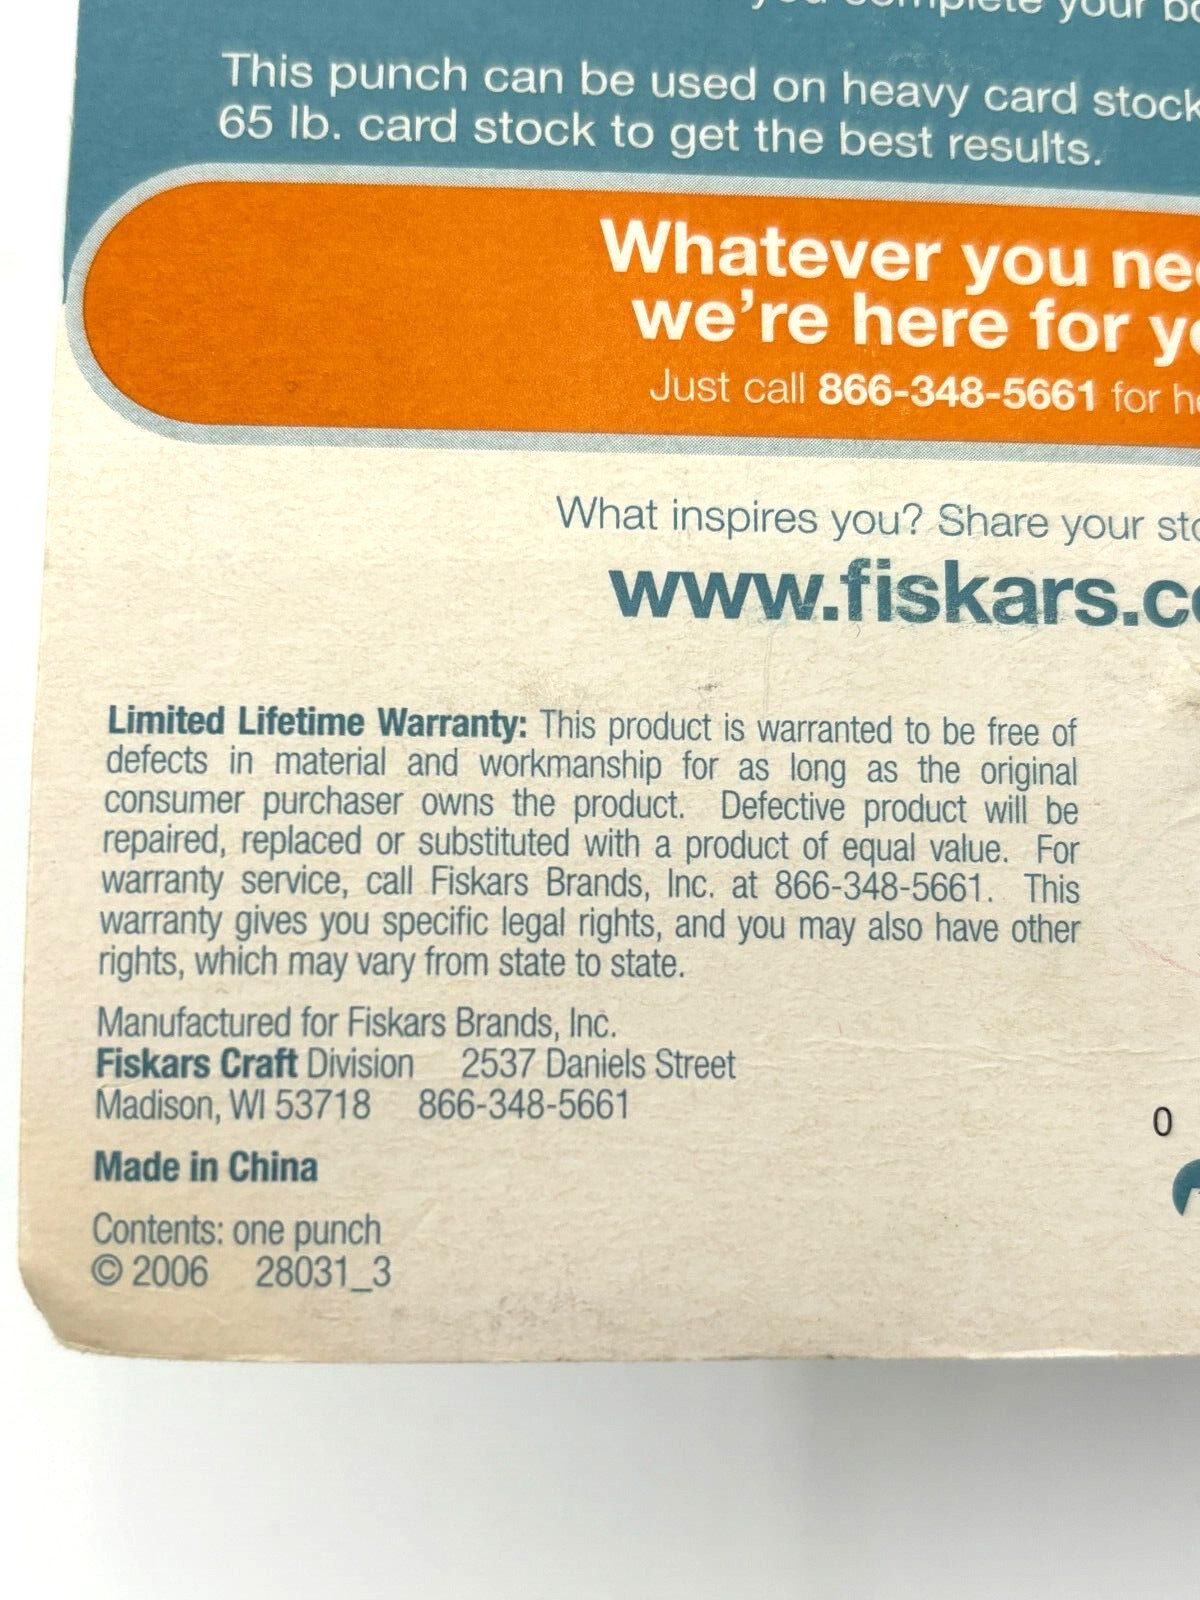 you complete your
This punch can be used on heavy card stock
65 lb. card stock to get the best results.
Whatever you
we're here for
Just call 866-348-5661 for
What inspires you? Share your
www.fiskars.c
Limited Lifetime Warranty: This product is warranted to be free of
defects in material and workmanship for as long as the original
consumer purchaser owns the product. Defective product will be
repaired, replaced or substituted with a product of equal value. For
warranty service, call Fiskars Brands, Inc. at 866-348-5661. This
warranty gives you specific legal rights, and you may also have other
rights, which may vary from state to state.
Manufactured for Fiskars Brands, Inc.
Fiskars Craft Division 2537 Daniels Street
Madison, WI 53718 866-348-5661
0
Made in China
Contents: one punch
© 2006 28031_3